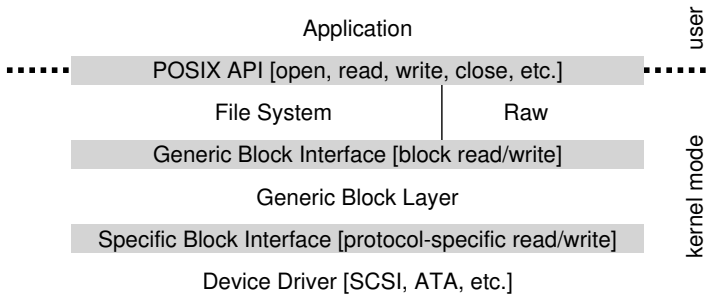 Application
user
POSIX API [open, read, write, close, etc.]
File System
Raw
Generic Block Interface [block read/write]
Generic Block Layer
kernel mode
Specific Block Interface [protocol-specific read/write]
Device Driver [SCSI, ATA, etc.]